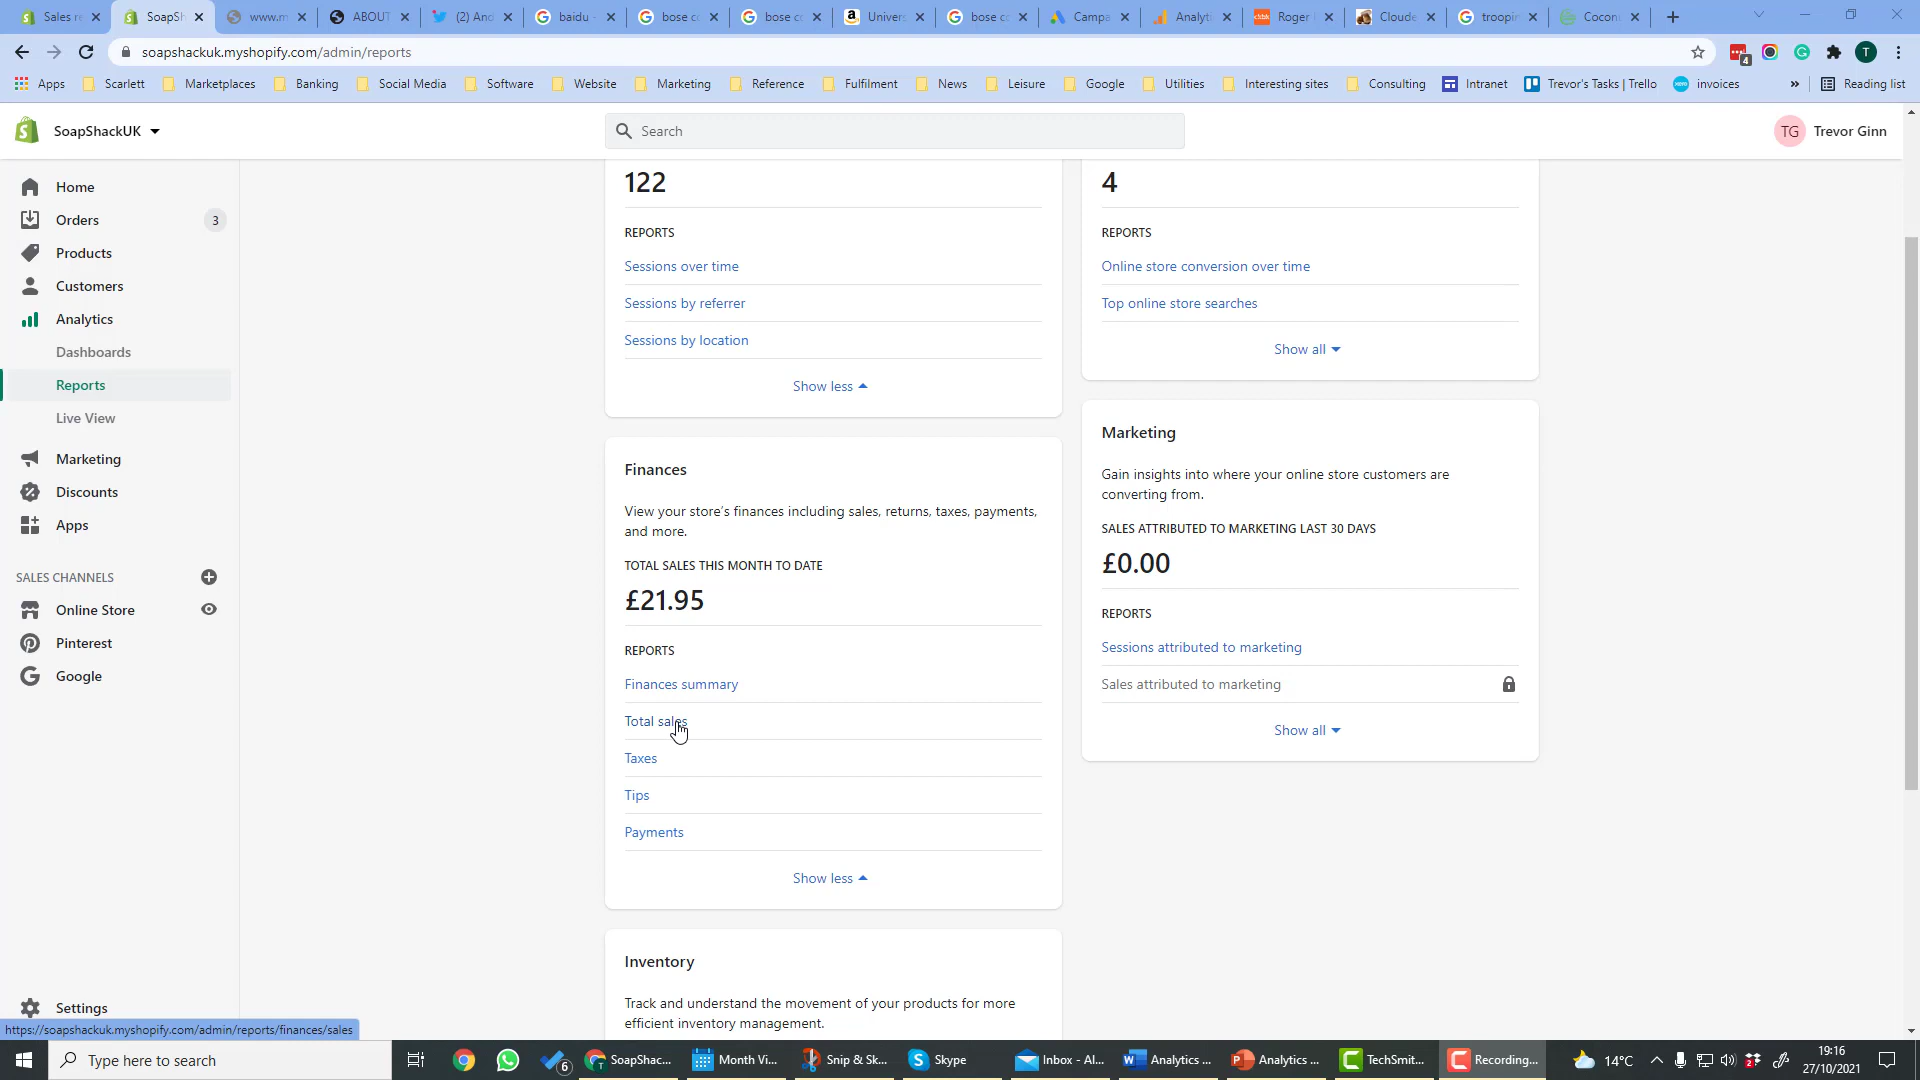 Sales re
SoapSh
www.m
ABOUT
(2) And
baidu -
bose co
bose co
Univers
bose co
Campa
Analyti
Roger
Cloude
troopin
Coconu
soapshackuk.myshopify.com/admin/reports
4
T
Apps
Scarlett
Marketplaces
Banking
Social Media
Software
Website
Marketing
Reference
Fulfilment
News
Leisure
Google
Utilities
Interesting sites
Consulting
Intranet
Trevor's Tasks | Trello
invoices
»
Reading list
SoapShackUK
Search
TG
Trevor Ginn
Home
Orders
3
Products
Customers
Analytics
Dashboards
Reports
Live View
Marketing
Discounts
Apps
SALES CHANNELS
Online Store
Pinterest
Google
Settings
122
REPORTS
Sessions over time
Sessions by referrer
Sessions by location
Show less
4
REPORTS
Online store conversion over time
Top online store searches
Show all
Finances
View your store's finances including sales, returns, taxes, payments,
and more.
TOTAL SALES THIS MONTH TO DATE
£21.95
REPORTS
Finances summary
Total sales
Taxes
Tips
Payments
Show less
Marketing
Gain insights into where your online store customers are
converting from.
SALES ATTRIBUTED TO MARKETING LAST 30 DAYS
£0.00
REPORTS
Sessions attributed to marketing
Sales attributed to marketing
Show all
Inventory
Track and understand the movement of your products for more
efficient inventory management.
https://soapshackuk.myshopify.com/admin/reports/finances/sales
Type here to search
6
SoapShac...
Month Vi...
Snip & Sk...
Skype
Inbox - Al...
Analytics ...
Analytics ...
TechSmit...
Recording...
14°C
19:16
27/10/2021